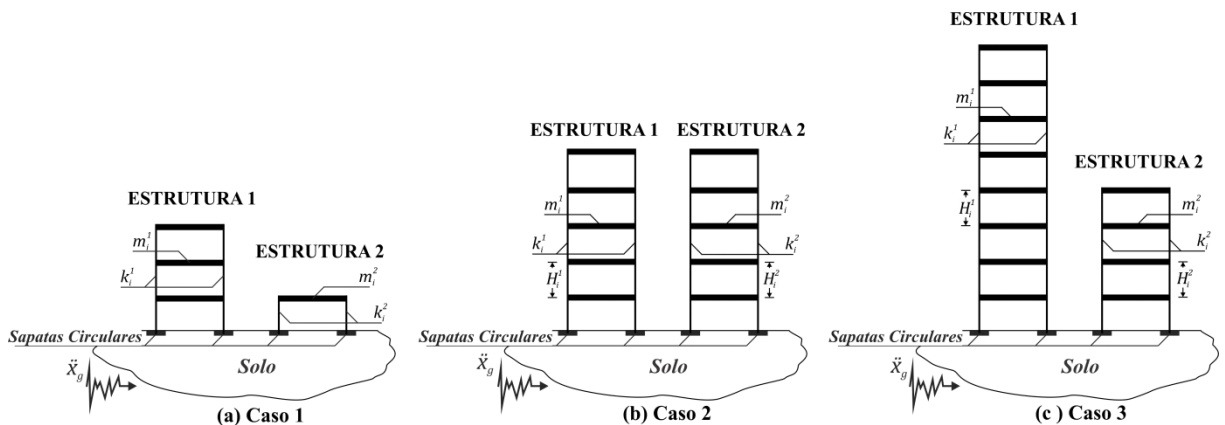 ESTRUTURA 1
m_i^1
k_i^1
ESTRUTURA 2
m_i^2
k_i^2
Sapatas Circulares
Solo
Ẍ_g
(a) Caso 1
ESTRUTURA 1
ESTRUTURA 2
m_i^1
m_i^2
k_i^1
k_i^2
H_i^1
H_i^2
Sapatas Circulares
Solo
Ẍ_g
(b) Caso 2
ESTRUTURA 1
m_i^1
k_i^1
H_i^1
ESTRUTURA 2
m_i^2
k_i^2
H_i^2
Sapatas Circulares
Solo
Ẍ_g
(c ) Caso 3